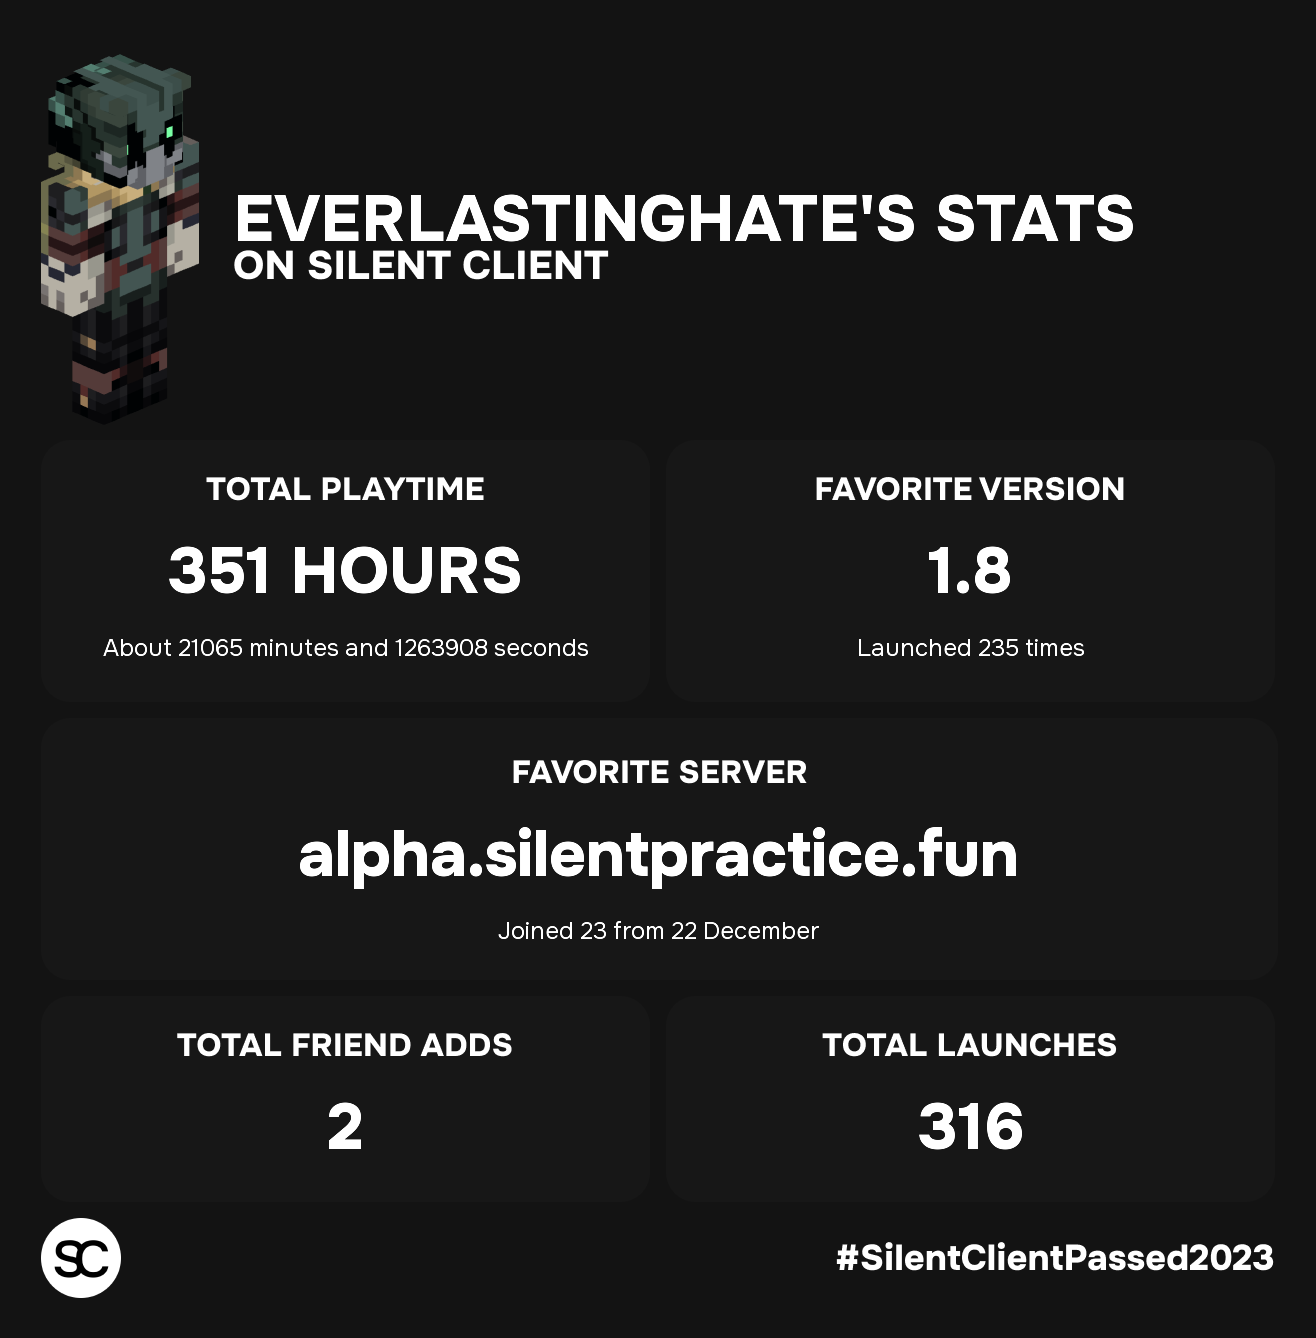 EVERLASTINGHATE'S STATS
ON SILENT CLIENT
TOTAL PLAYTIME
351 HOURS
About 21065 minutes and 1263908 seconds
FAVORITE VERSION
1.8
Launched 235 times
FAVORITE SERVER
alpha.silentpractice.fun
Joined 23 from 22 December
TOTAL FRIEND ADDS
2
TOTAL LAUNCHES
316
SC
#SilentClientPassed2023